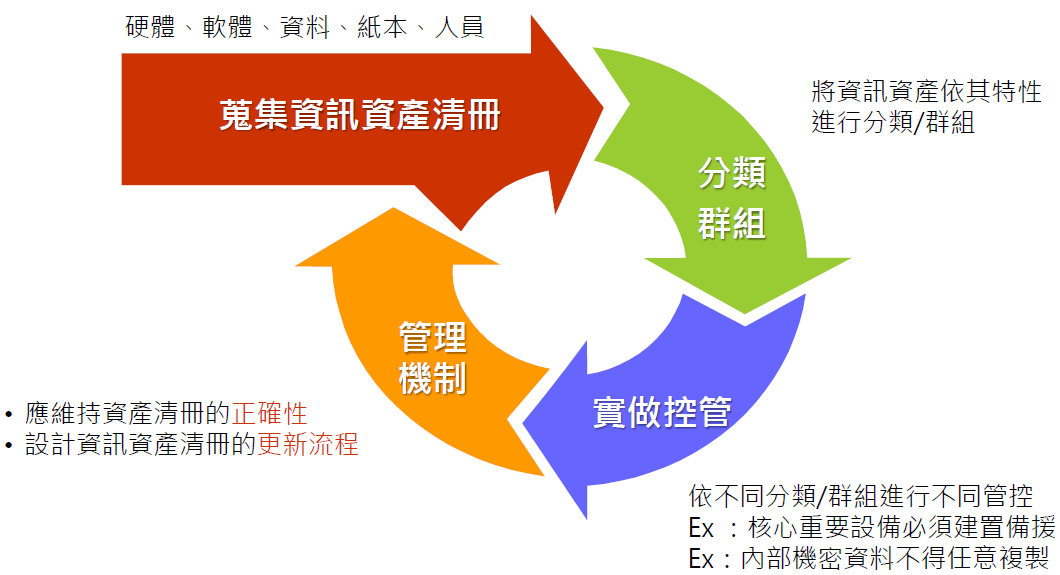 硬體、軟體、資料、紙本、人員
蒐集資訊資產清冊
將資訊資產依其特性
進行分類/群組
分類
群組
實做控管
依不同分類/群組進行不同管控
Ex ：核心重要設備必須建置備援
Ex：內部機密資料不得任意複製
管理
機制
• 應維持資產清冊的正確性
• 設計資訊資產清冊的更新流程